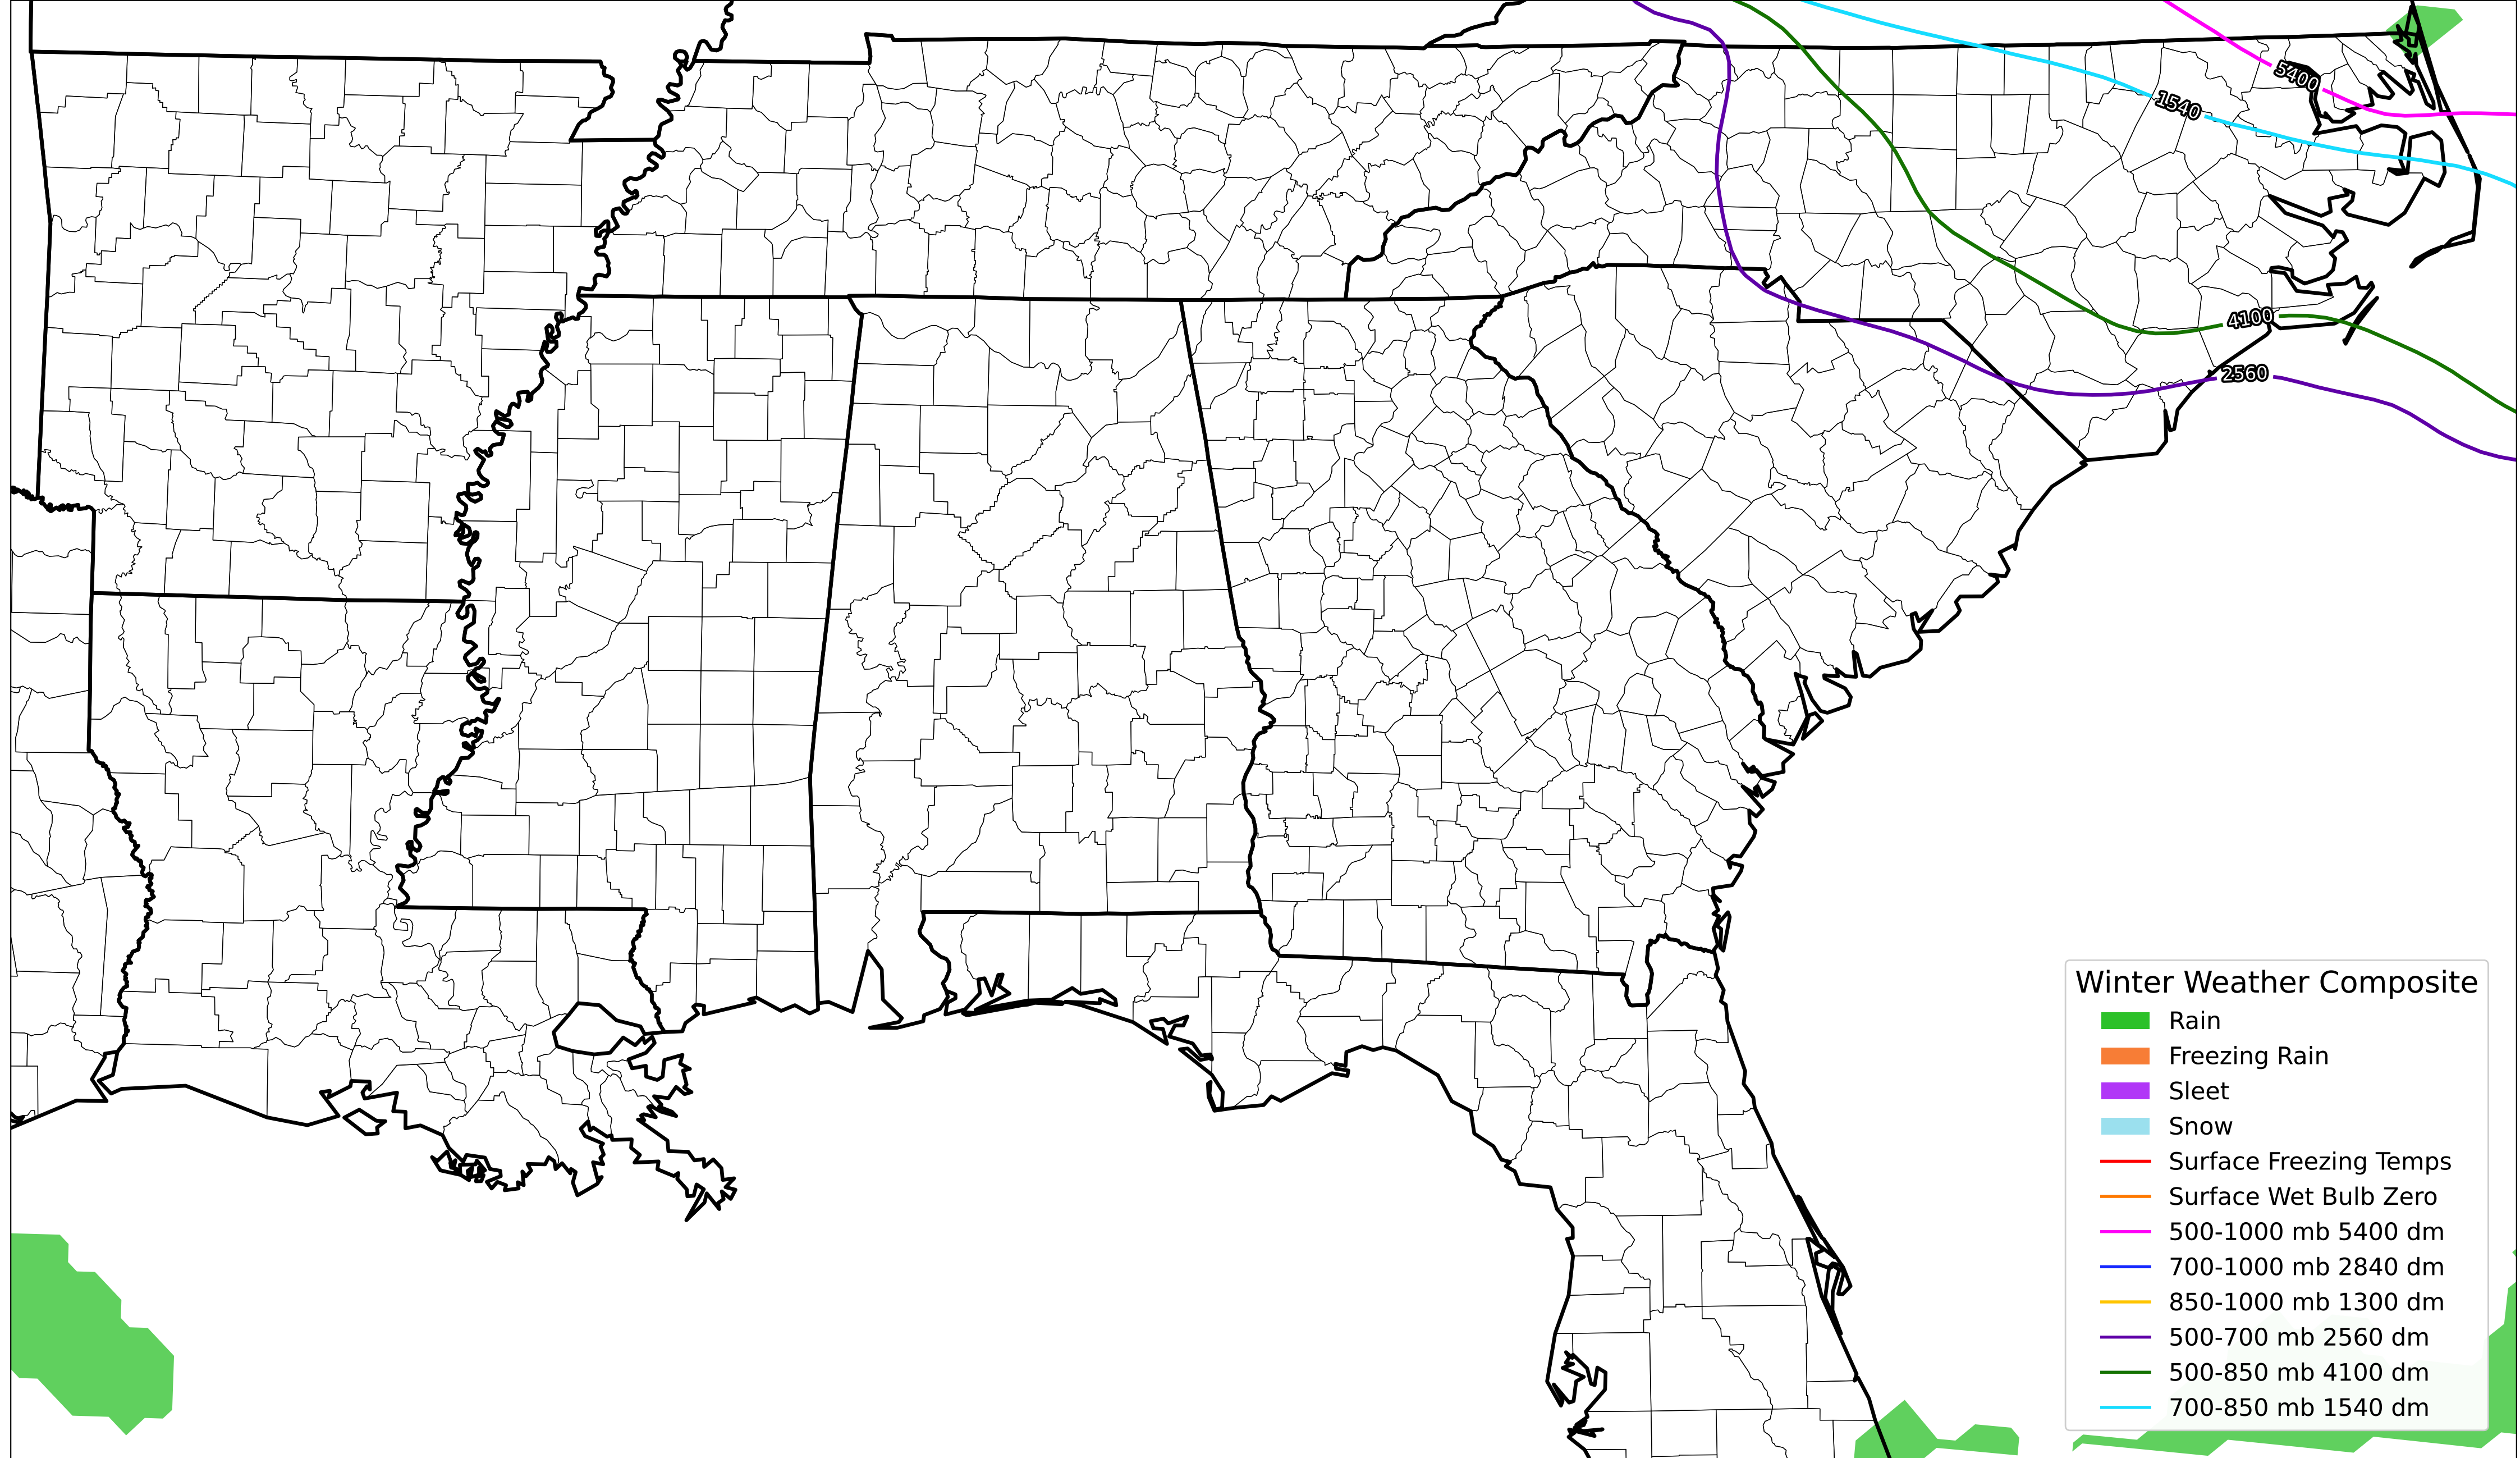 5400
1540
4100
2560
Winter Weather Composite
Rain
Freezing Rain
Sleet
Snow
Surface Freezing Temps
Surface Wet Bulb Zero
500-1000 mb 5400 dm
700-1000 mb 2840 dm
850-1000 mb 1300 dm
500-700 mb 2560 dm
500-850 mb 4100 dm
700-850 mb 1540 dm